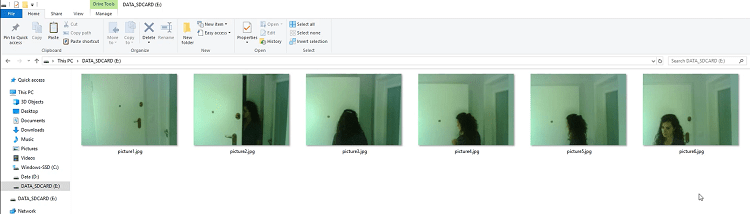 Drive Tools
DATA_SDCARD (E:)
File
Home
Share
View
Manage
Pin to Quick access
Copy
Paste
Cut
Copy path
Paste shortcut
Clipboard
Move to
Copy to
Delete
Rename
Organize
New folder
New item
Easy access
New
Properties
Open
Edit
History
Open
Select all
Select none
Invert selection
Select
This PC > DATA_SDCARD (E:)
Search DATA_SDCARD (E:)
Quick access
This PC
3D Objects
Desktop
Documents
Downloads
Music
Pictures
Videos
Windows-SSD (C:)
Data (D:)
DATA_SDCARD (E:)
DATA_SDCARD (E:)
Network
picture1.jpg
picture2.jpg
picture3.jpg
picture4.jpg
picture5.jpg
picture6.jpg